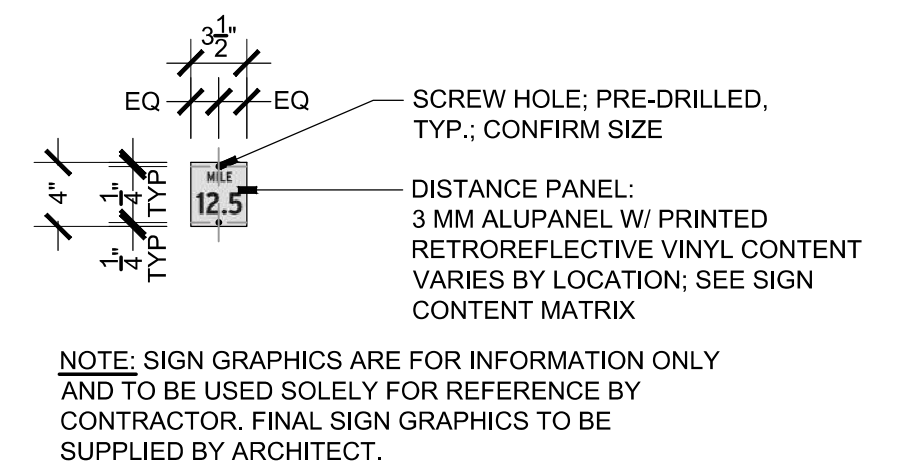 3 1/2"
EQ
EQ
SCREW HOLE; PRE-DRILLED,
TYP.; CONFIRM SIZE
4"
1/4" TYP
1/4" TYP
MILE
12.5
DISTANCE PANEL:
3 MM ALUPANEL W/ PRINTED
RETROREFLECTIVE VINYL CONTENT
VARIES BY LOCATION; SEE SIGN
CONTENT MATRIX
NOTE: SIGN GRAPHICS ARE FOR INFORMATION ONLY
AND TO BE USED SOLELY FOR REFERENCE BY
CONTRACTOR. FINAL SIGN GRAPHICS TO BE
SUPPLIED BY ARCHITECT.